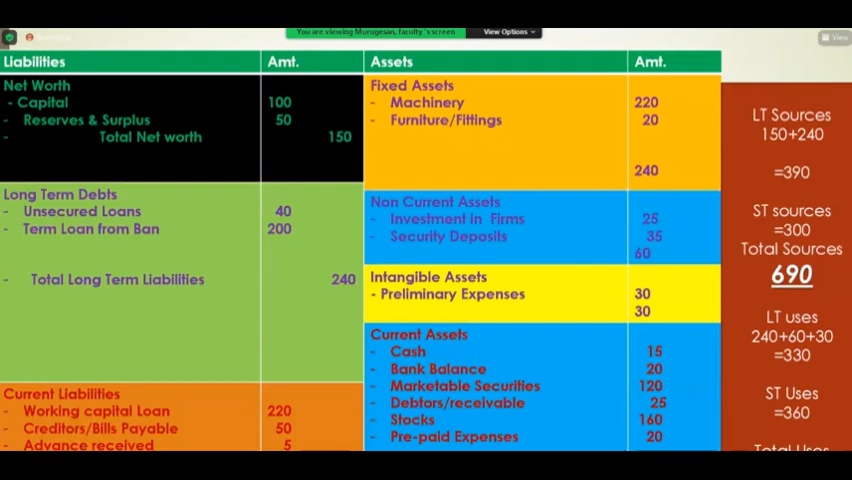 You are viewing Murugesan, faculty 's screen
View Options
View
Liabilities Amt. Assets Amt.
Net Worth
- Capital 100
- Reserves & Surplus 50
- Total Net worth 150
Fixed Assets
- Machinery 220
- Furniture/Fittings 20
240
Long Term Debts
- Unsecured Loans 40
- Term Loan from Ban 200
- Total Long Term Liabilities 240
Non Current Assets
- Investment in Firms 25
- Security Deposits 35
60
Intangible Assets
- Preliminary Expenses 30
30
Current Liabilities
- Working capital Loan 220
- Creditors/Bills Payable 50
- Advance received 5
Current Assets
- Cash 15
- Bank Balance 20
- Marketable Securities 120
- Debtors/receivable 25
- Stocks 160
- Pre-paid Expenses 20
LT Sources
150+240
=390
ST sources
=300
Total Sources
690
LT uses
240+60+30
=330
ST Uses
=360
Total Uses